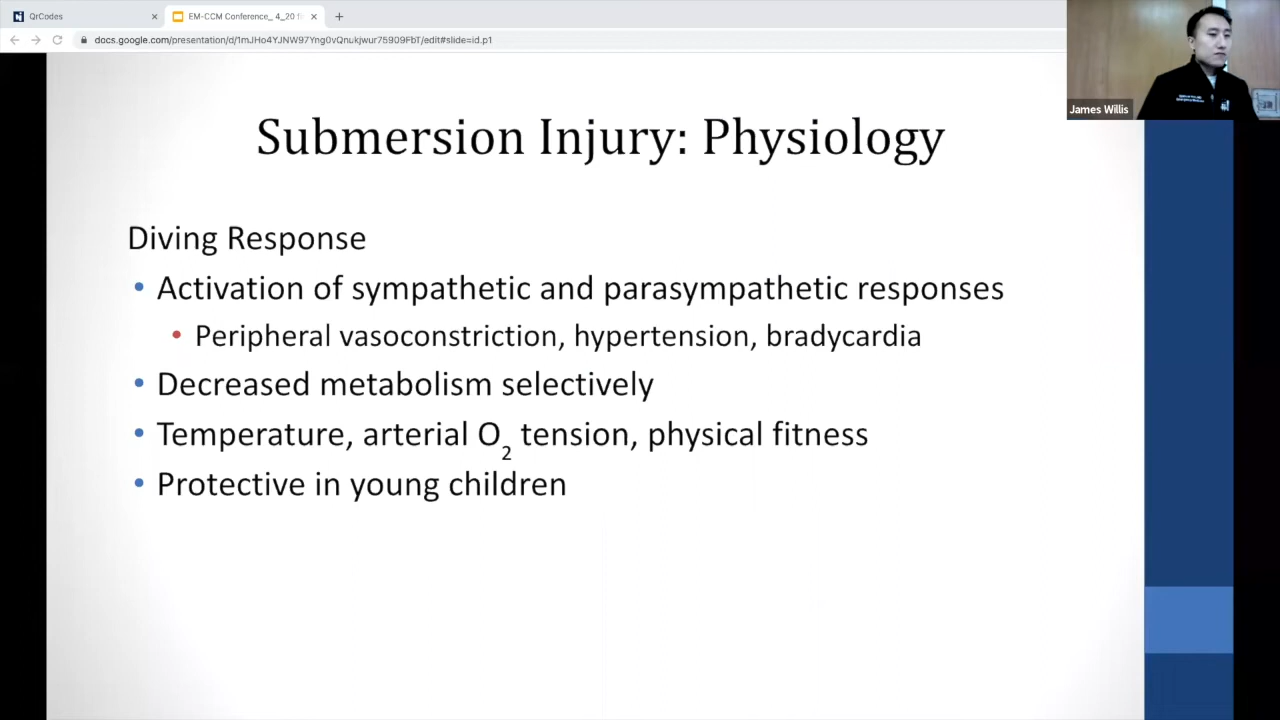 QrCodes
EM-CCM Conference_ 4_20 f
docs.google.com/presentation/d/1mJHo4YJNW97Yng0vQnukjwur75909FbT/edit#slide=id.p1
James Willis
Submersion Injury: Physiology
Diving Response
• Activation of sympathetic and parasympathetic responses
• Peripheral vasoconstriction, hypertension, bradycardia
• Decreased metabolism selectively
• Temperature, arterial O2 tension, physical fitness
• Protective in young children